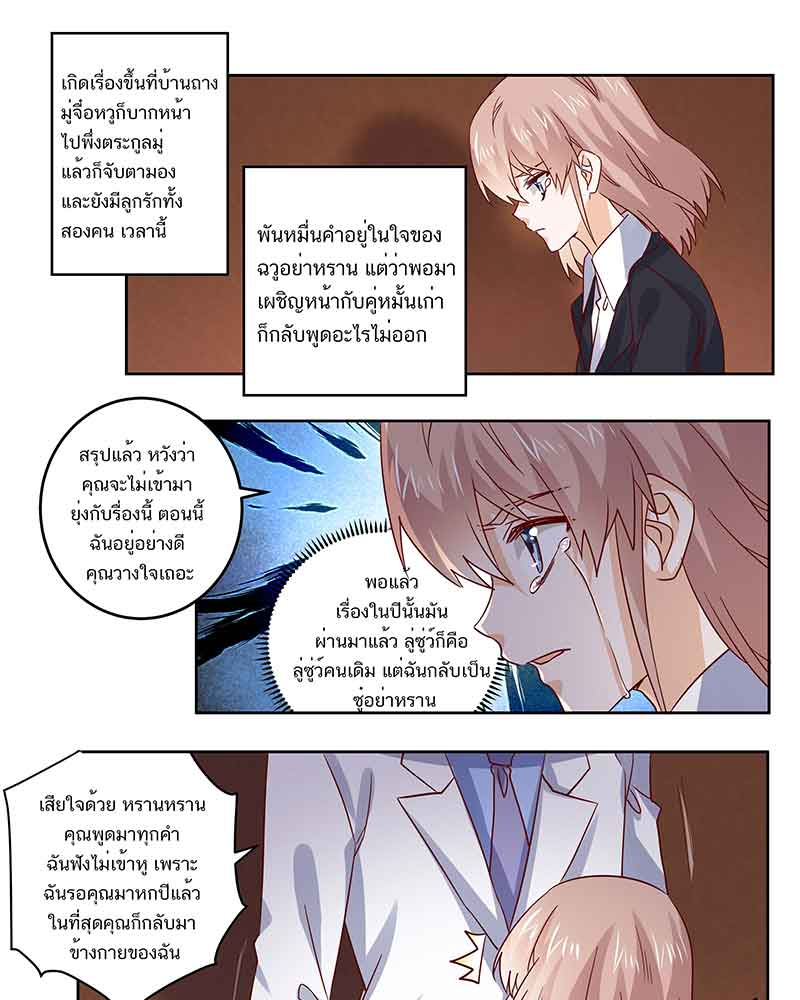 เกิดเรื่องขึ้นที่บ้านถาง
มู่จื่อหวูก็บากหน้า
ไปพึ่งตระกูลมู่
แล้วก็จับตามอง
และยังมีลูกรักทั้ง
สองคน เวลานี้
พันหมื่นคำอยู่ในใจของ
ฉวูอย่าหราน แต่ว่าพอมา
เผชิญหน้ากับคู่หมั้นเก่า
ก็กลับพูดอะไรไม่ออก
สรุปแล้ว หวังว่า
คุณจะไม่เข้ามา
ยุ่งกับรื่องนี้ ตอนนี้
ฉันอยู่อย่างดี
คุณวางใจเถอะ
พอแล้ว
เรื่องในปีนั้นมัน
ผ่านมาแล้ว ลู่ซู่ว์ก็คือ
ลู่ซู่ว์คนเดิม แต่ฉันกลับเป็น
ซู่อย่าหราน
เสียใจด้วย หรานหราน
คุณพูดมาทุกคำ
ฉันฟังไม่เข้าหู เพราะ
ฉันรอคุณมาหกปีแล้ว
ในที่สุดคุณก็กลับมา
ข้างกายของฉัน